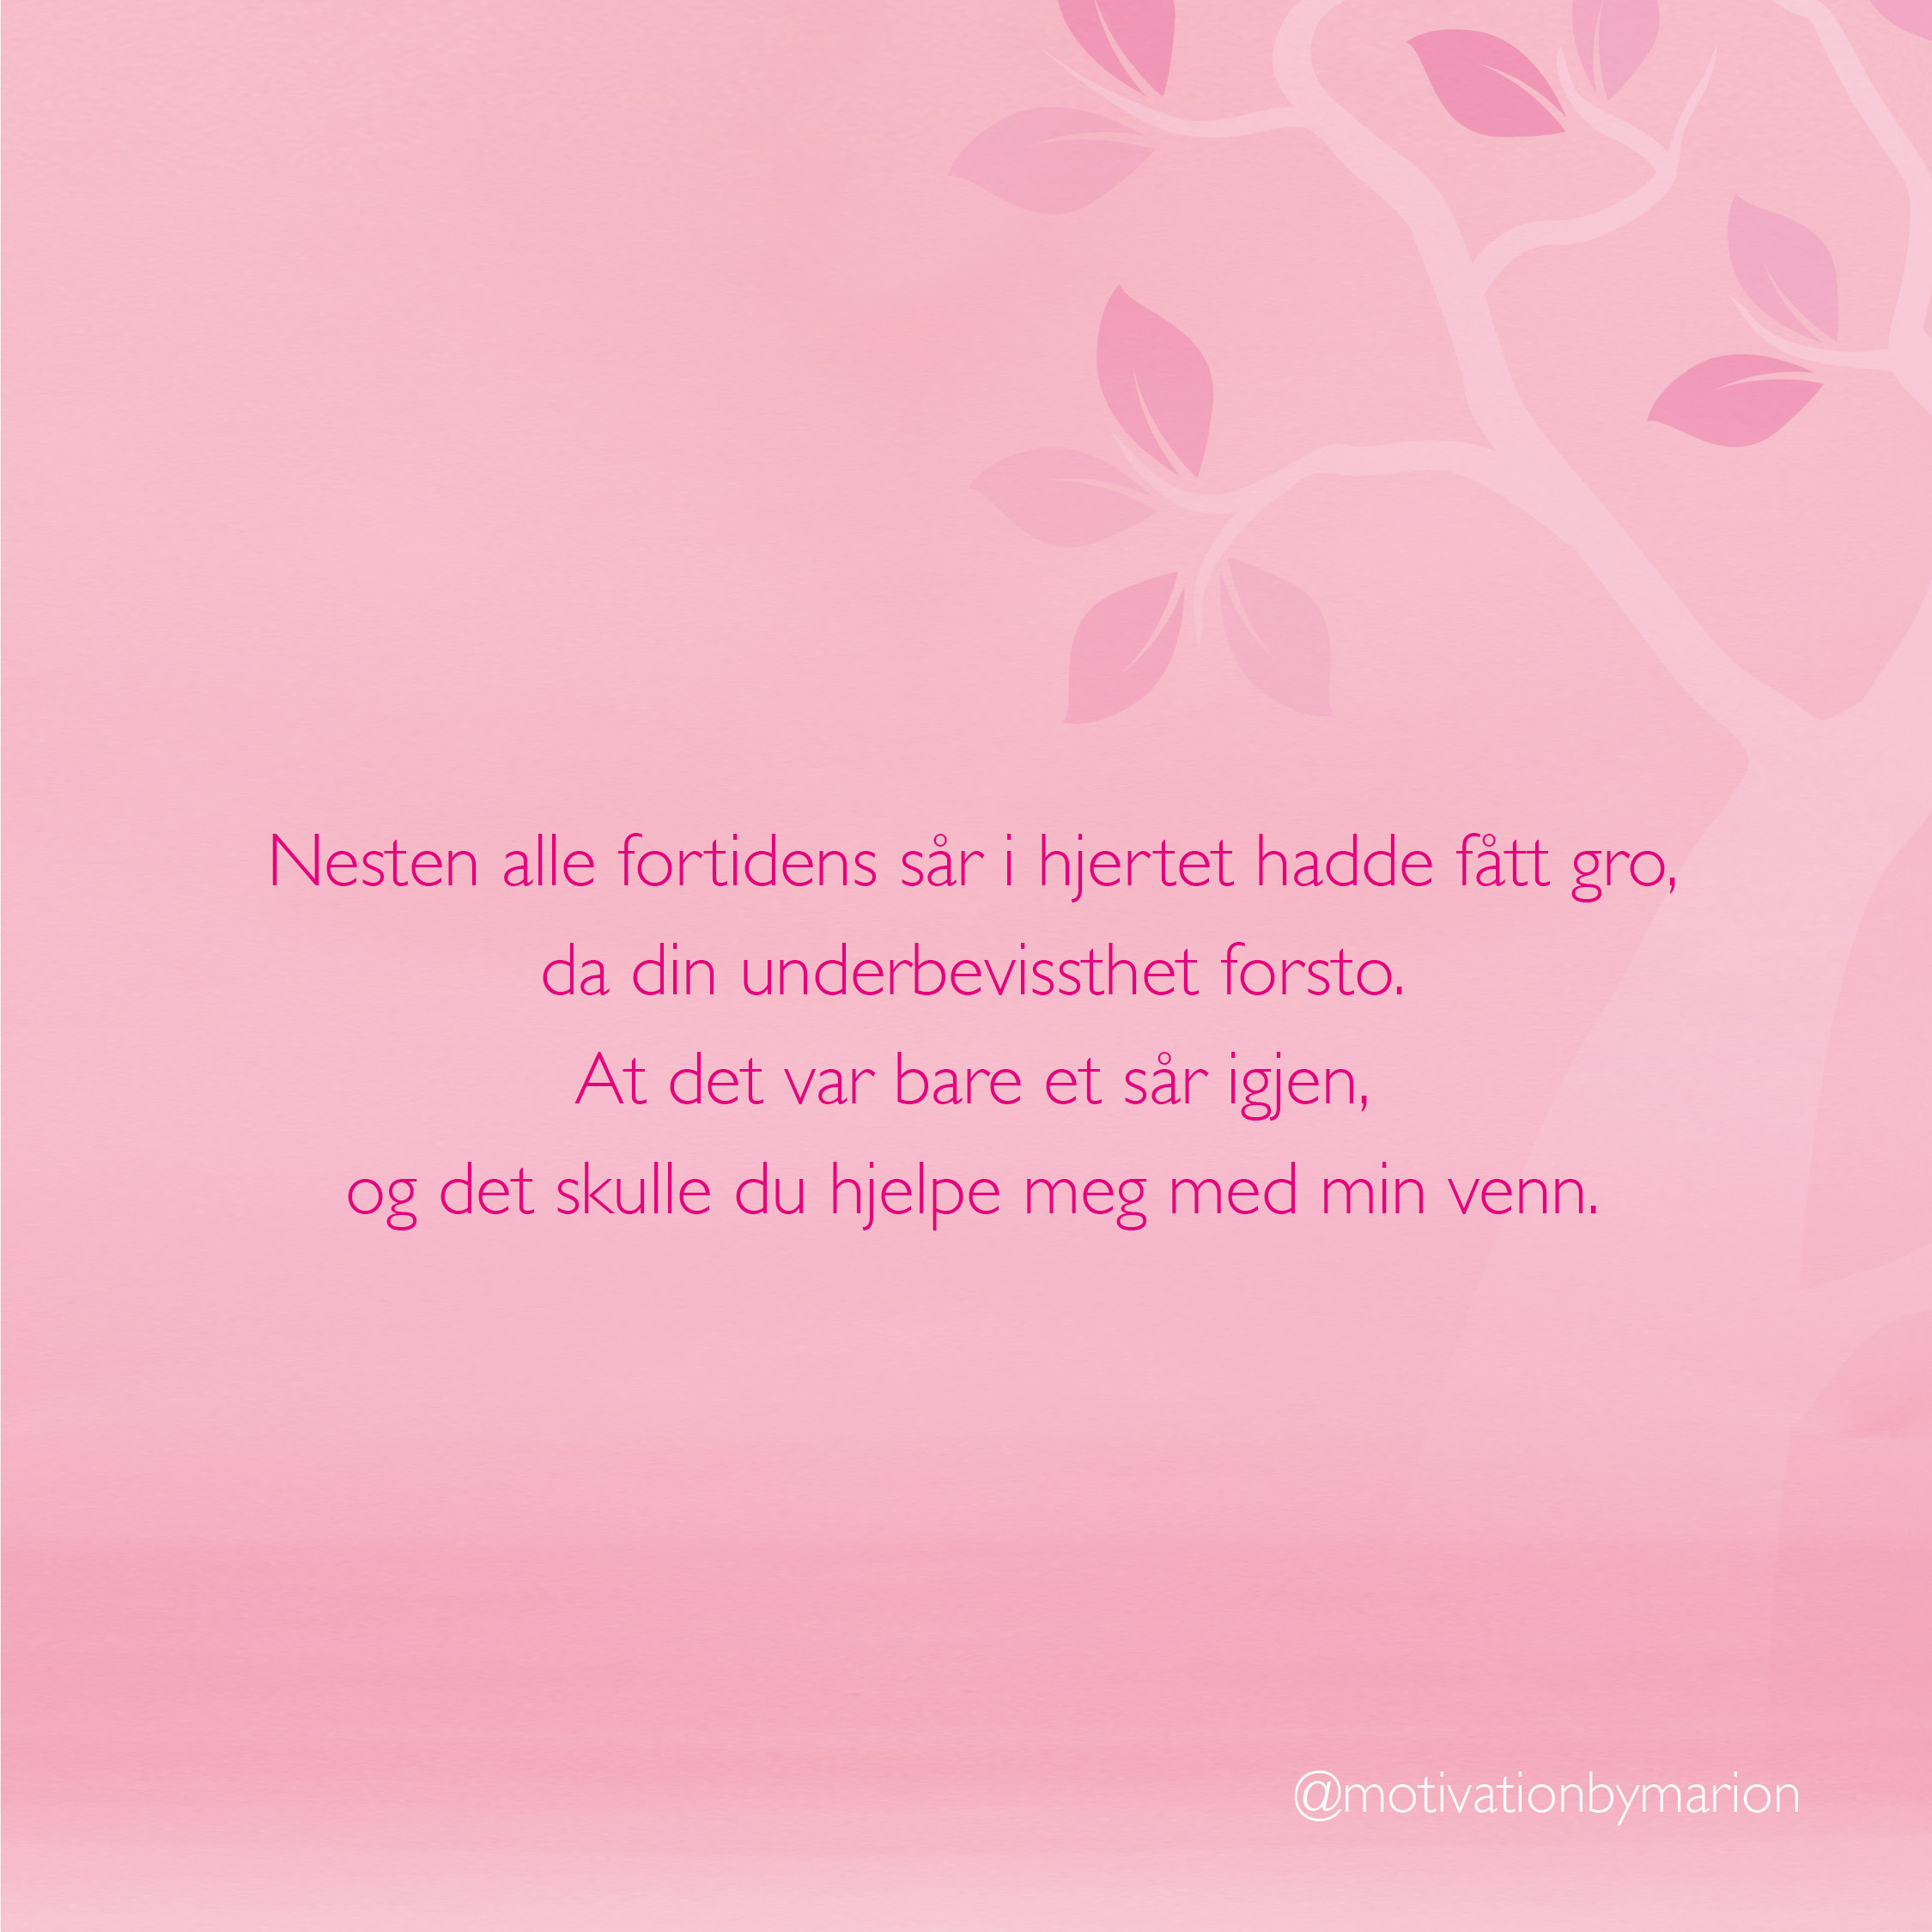 Nesten alle fortidens sår i hjertet hadde fått gro,
da din underbevissthet forsto.
At det var bare et sår igjen,
og det skulle du hjelpe meg med min venn.
@motivationbymarion